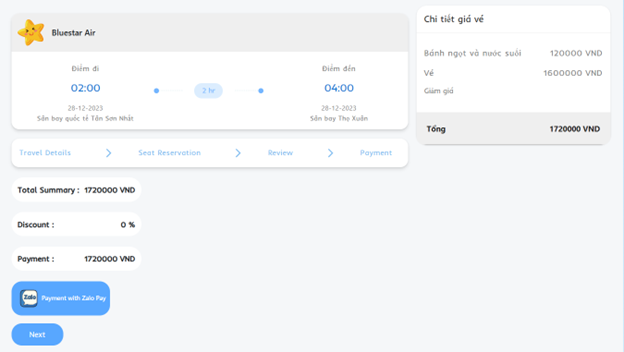 Bluestar Air
Điểm đi
02:00
28-12-2023
Sân bay quốc tế Tân Sơn Nhất
2 hr
Điểm đến
04:00
28-12-2023
Sân bay Thọ Xuân
Travel Details
Seat Reservation
Review
Payment
Total Summary : 1720000 VND
Discount : 0 %
Payment : 1720000 VND
Zalo Payment with Zalo Pay
Next
Chi tiết giá vé
Bánh ngọt và nước suối 120000 VND
Vé 1600000 VND
Giảm giá
Tổng 1720000 VND